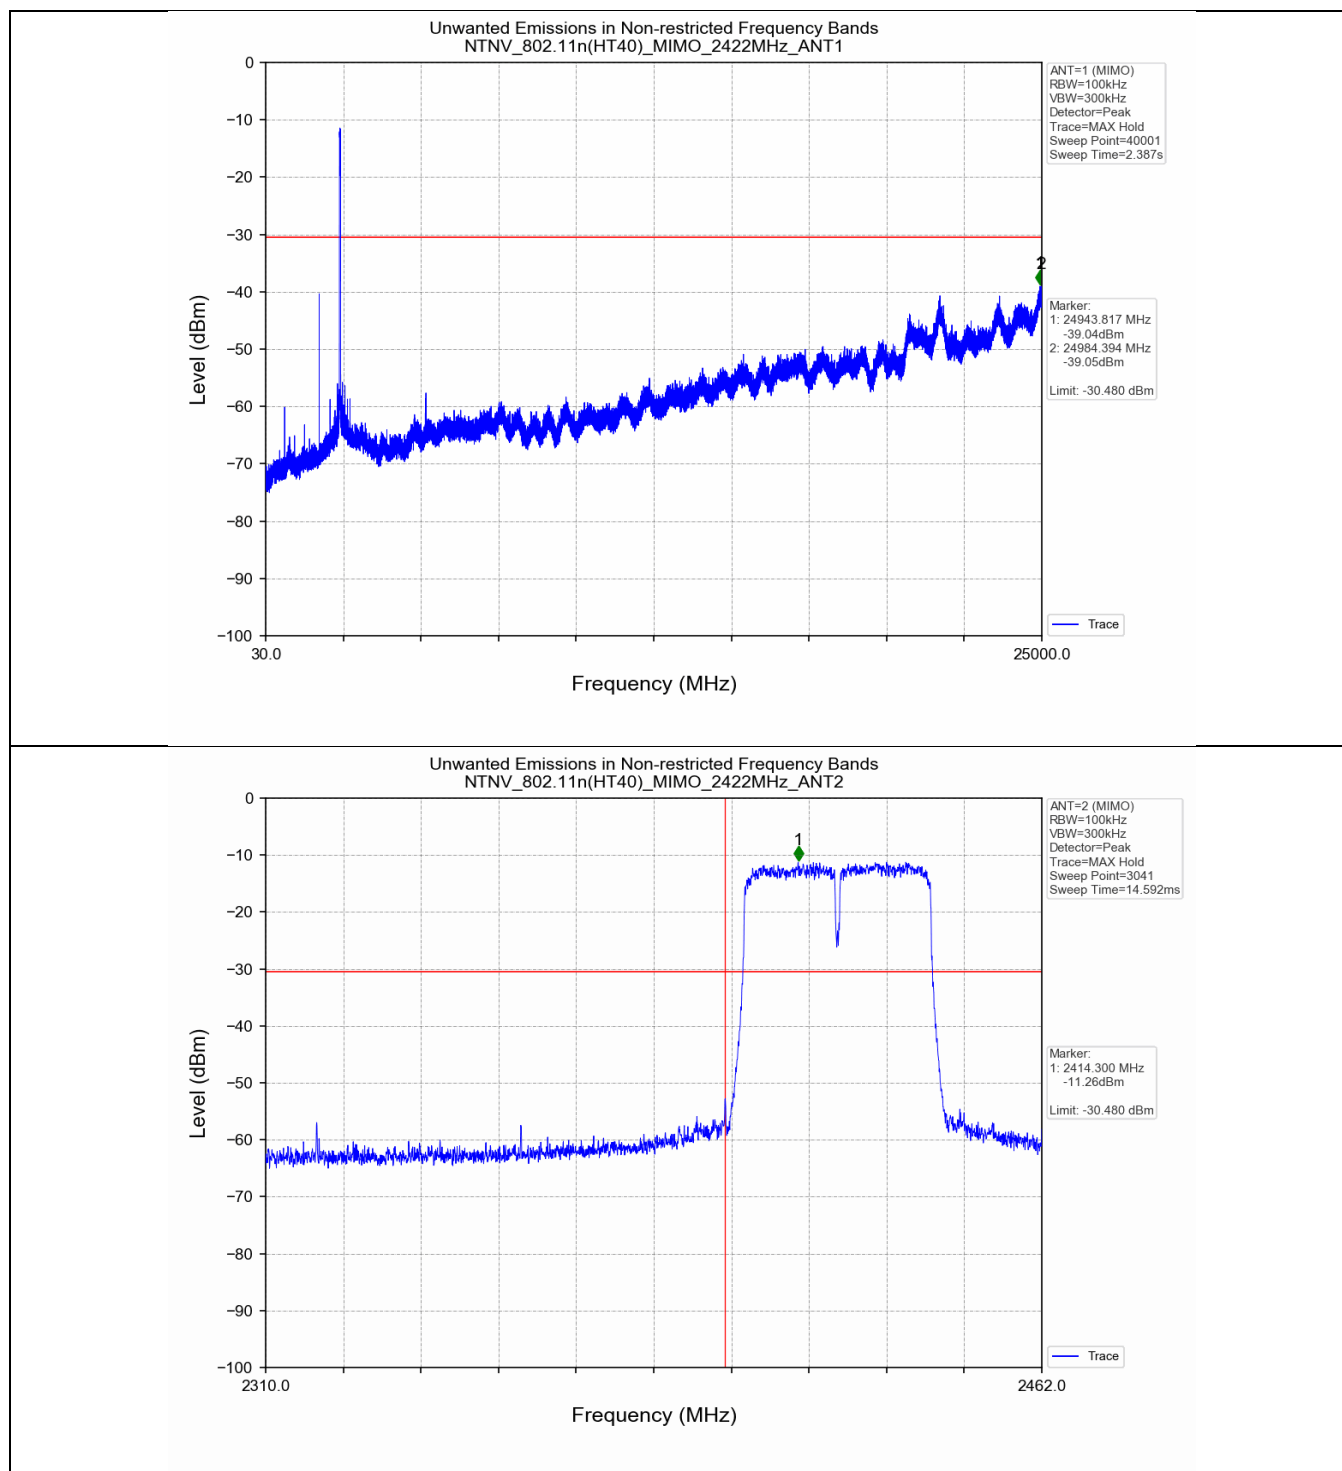 Unwanted Emissions in Non-restricted Frequency Bands
NTNV_802.11n(HT40)_MIMO_2422MHz_ANT1
ANT=1 (MIMO)
RBW=100kHz
VBW=300kHz
Detector=Peak
Trace=MAX Hold
Sweep Point=40001
Sweep Time=2.387s
0
−10
−20
−30
−40
−50
−60
−70
−80
−90
−100
Level (dBm)
2
Marker:
1: 24943.817 MHz
-39.04dBm
2: 24984.394 MHz
-39.05dBm
Limit: -30.480 dBm
Trace
30.0
25000.0
Frequency (MHz)
Unwanted Emissions in Non-restricted Frequency Bands
NTNV_802.11n(HT40)_MIMO_2422MHz_ANT2
ANT=2 (MIMO)
RBW=100kHz
VBW=300kHz
Detector=Peak
Trace=MAX Hold
Sweep Point=3041
Sweep Time=14.592ms
0
−10
−20
−30
−40
−50
−60
−70
−80
−90
−100
Level (dBm)
1
Marker:
1: 2414.300 MHz
-11.26dBm
Limit: -30.480 dBm
Trace
2310.0
2462.0
Frequency (MHz)